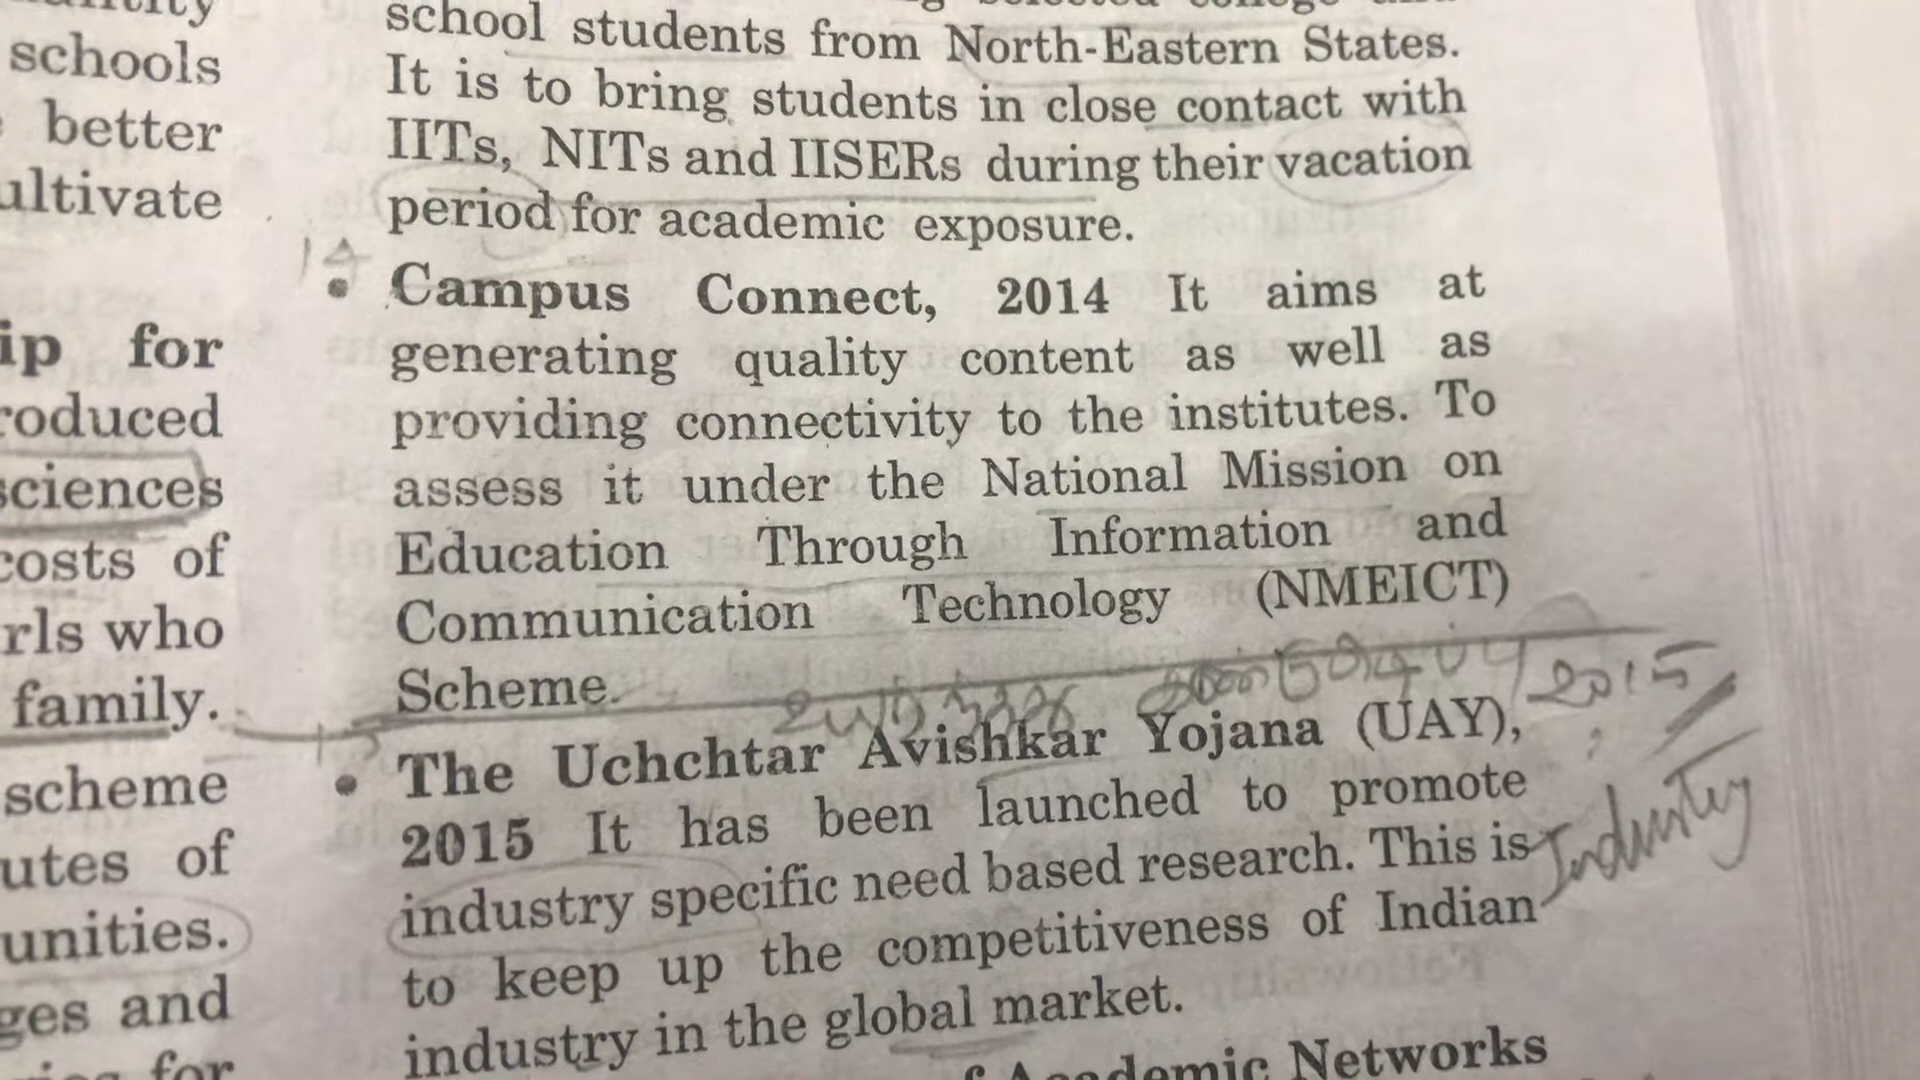 schools
better
ultivate
ip for
roduced
sciences
costs of
rls who
family.
scheme
utes of
unities.
ges and
for
school students from North-Eastern States.
It is to bring students in close contact with
IITs, NITs and IISERs during their vacation
period for academic exposure.
14
• Campus Connect, 2014 It aims at
generating quality content as well as
providing connectivity to the institutes. To
assess it under the National Mission on
Education Through Information and
Communication Technology (NMEICT)
Scheme.
2015
15
• The Uchchtar Avishkar Yojana (UAY),
2015 It has been launched to promote
industry specific need based research. This is
Industry
to keep up the competitiveness of Indian
industry in the global market.
Academic Networks